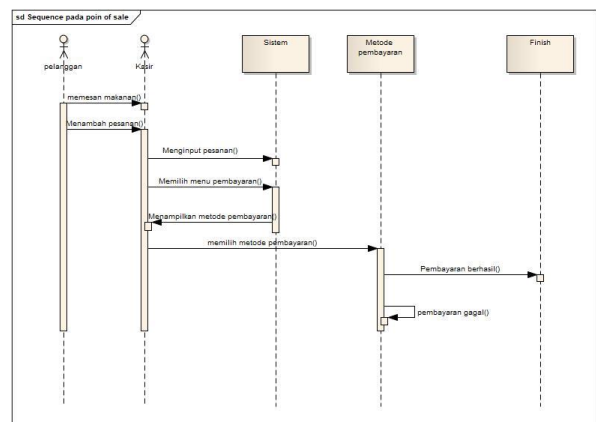 sd Sequence pada poin of sale
pelanggan
Kasir
Sistem
Metode
pembayaran
Finish
memesan makanan()
Menambah pesanan()
Menginput pesanan()
Memilih menu pembayaran()
Menampilkan metode pembayaran()
memilih metode pembayaran()
Pembayaran berhasil()
pembayaran gagal()